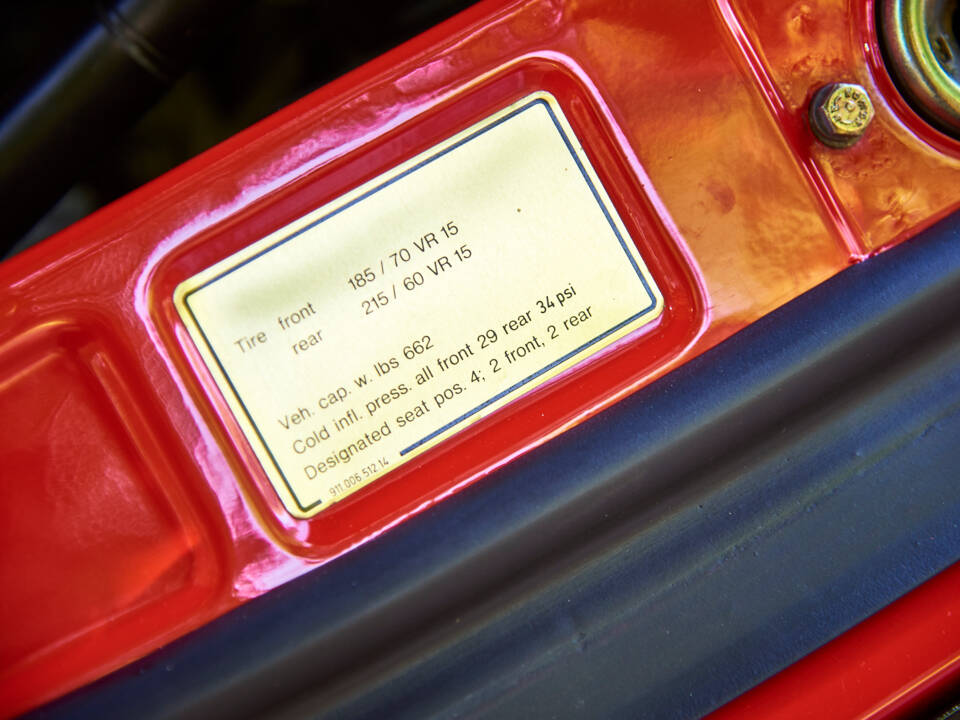 Tire front 185 / 70 VR 15
rear 215 / 60 VR 15
Veh. cap. w. lbs 662
Cold infl. press. all front 29 rear 34 psi
Designated seat pos. 4; 2 front, 2 rear
911 006 512 14